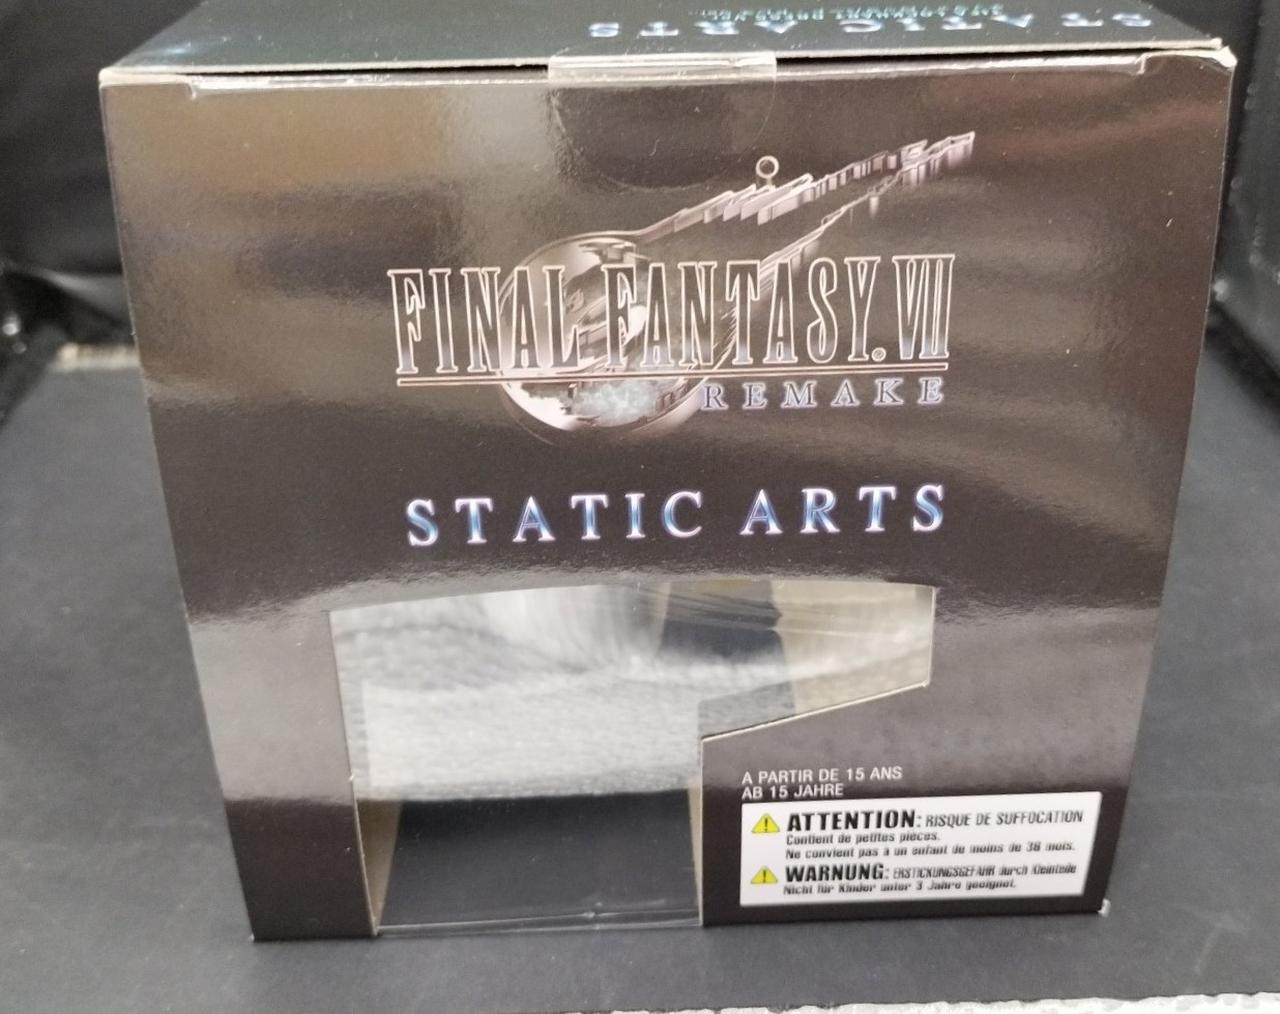 STATIC ARTS
FINAL FANTASY. VII
REMAKE
STATIC ARTS
A PARTIR DE 15 ANS
AB 15 JAHRE
ATTENTION: RISQUE DE SUFFOCATION
Contient de petites pièces.
Ne convient pas à un enfant de moins de 36 mois.
WARNUNG: ERSTICKUNGSGEFAHR durch Kleinteile
Nicht für Kinder unter 3 Jahre geeignet.